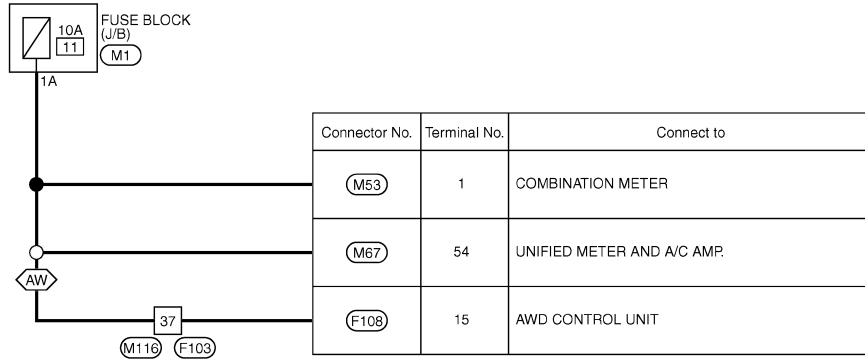 FUSE BLOCK
(J/B)
10A
11
M1
1A
Connector No. Terminal No. Connect to
M53 1 COMBINATION METER
M67 54 UNIFIED METER AND A/C AMP.
AW
37
F108 15 AWD CONTROL UNIT
M116 F103